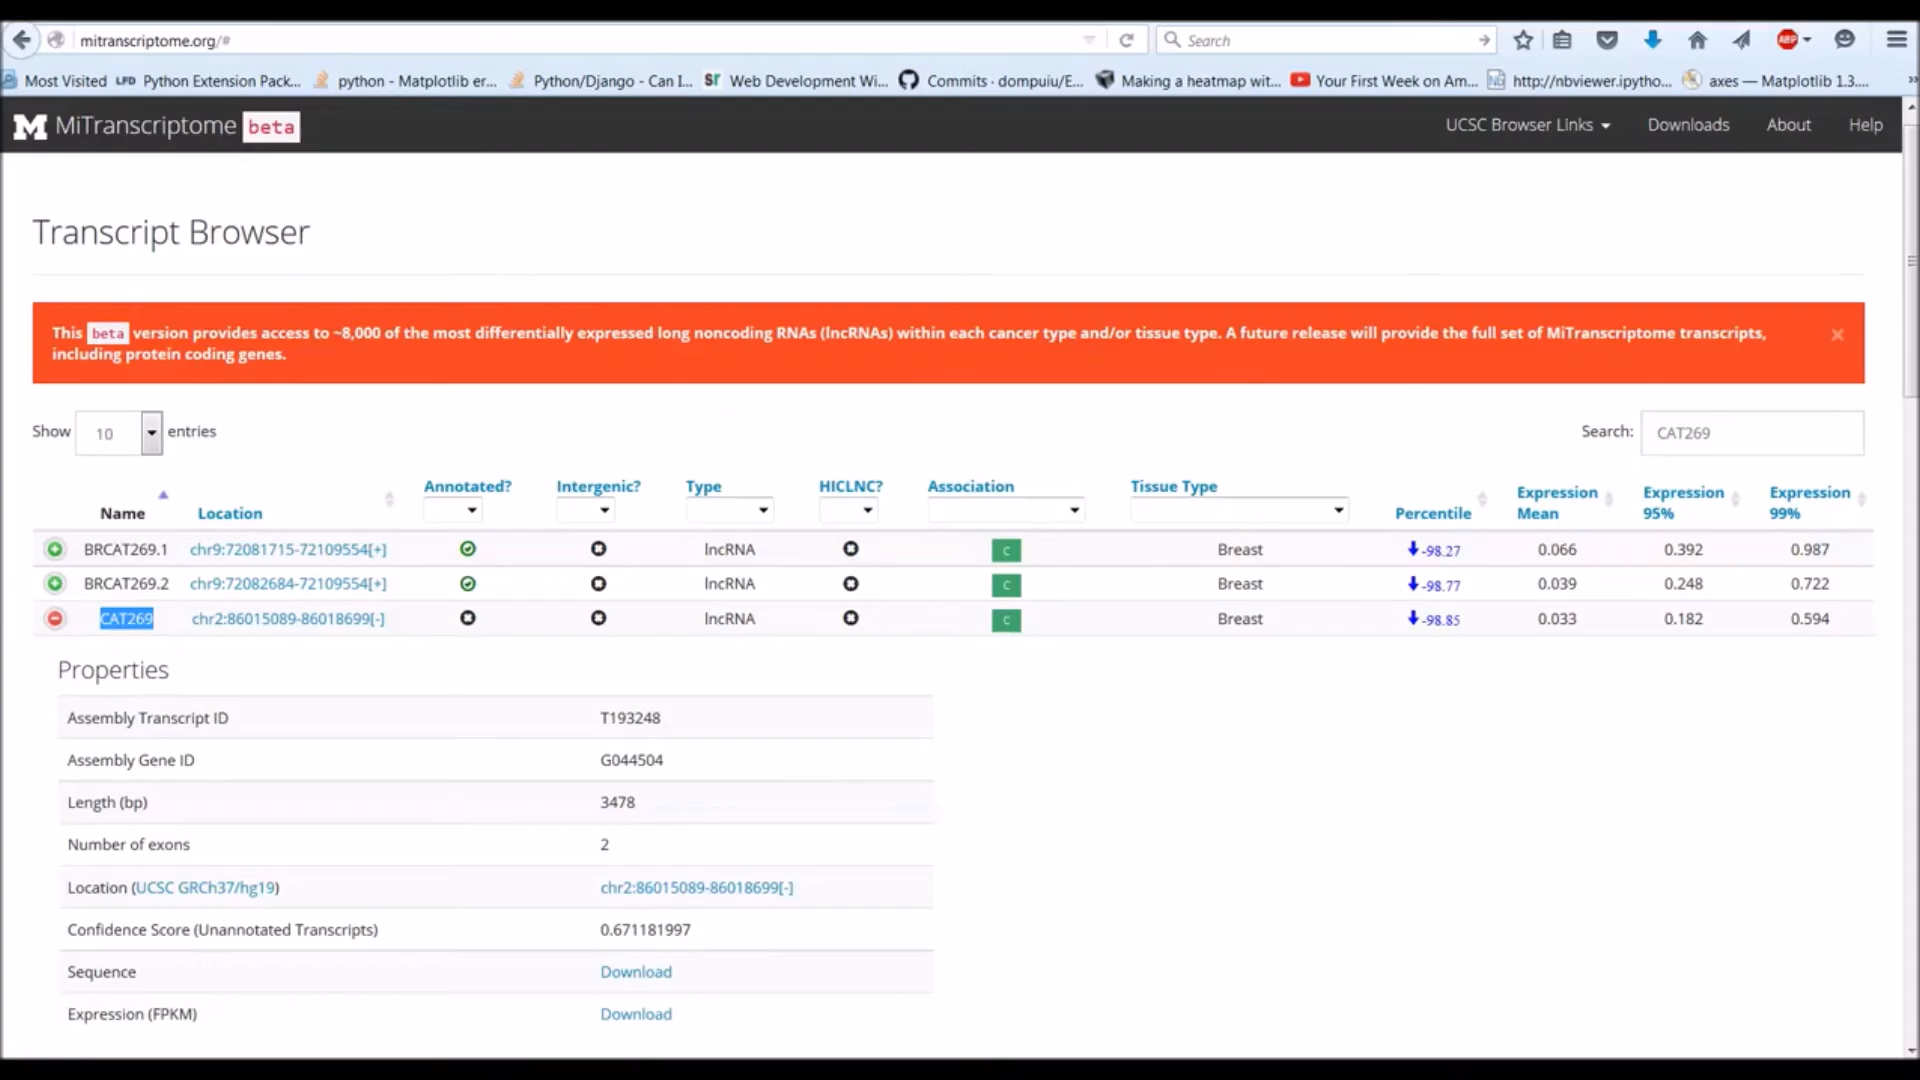 mitranscriptome.org/#
Search
Most Visited LFD Python Extension Pack... python - Matplotlib er... Python/Django - Can I... Sr Web Development Wi... Commits · dompuiu/E... Making a heatmap wit... Your First Week on Am... http://nbviewer.ipytho... axes — Matplotlib 1.3.... »
M MiTranscriptome beta UCSC Browser Links Downloads About Help
Transcript Browser
This beta version provides access to ~8,000 of the most differentially expressed long noncoding RNAs (lncRNAs) within each cancer type and/or tissue type. A future release will provide the full set of MiTranscriptome transcripts,
including protein coding genes.
Show 10 entries Search: CAT269
Name Location Annotated? Intergenic? Type HICLNC? Association Tissue Type Percentile Expression Mean Expression 95% Expression 99%
BRCAT269.1 chr9:72081715-72109554[+] lncRNA C Breast -98.27 0.066 0.392 0.987
BRCAT269.2 chr9:72082684-72109554[+] lncRNA C Breast -98.77 0.039 0.248 0.722
CAT269 chr2:86015089-86018699[-] lncRNA C Breast -98.85 0.033 0.182 0.594
Properties
Assembly Transcript ID T193248
Assembly Gene ID G044504
Length (bp) 3478
Number of exons 2
Location (UCSC GRCh37/hg19) chr2:86015089-86018699[-]
Confidence Score (Unannotated Transcripts) 0.671181997
Sequence Download
Expression (FPKM) Download